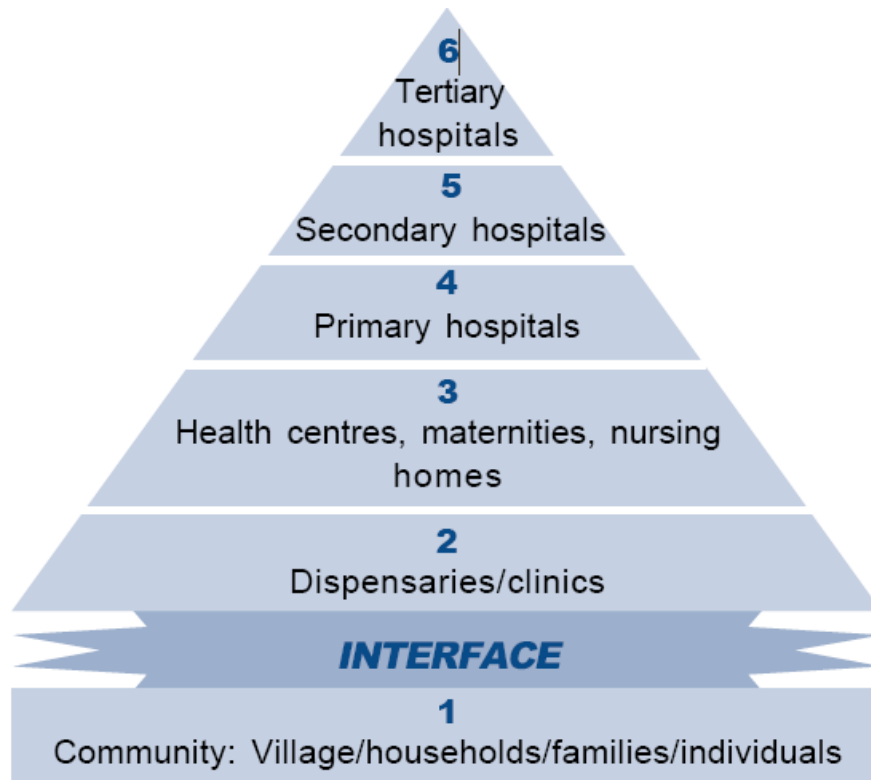 6
Tertiary
hospitals
5
Secondary hospitals
4
Primary hospitals
3
Health centres, maternities, nursing
homes
2
Dispensaries/clinics
INTERFACE
1
Community: Village/households/families/individuals